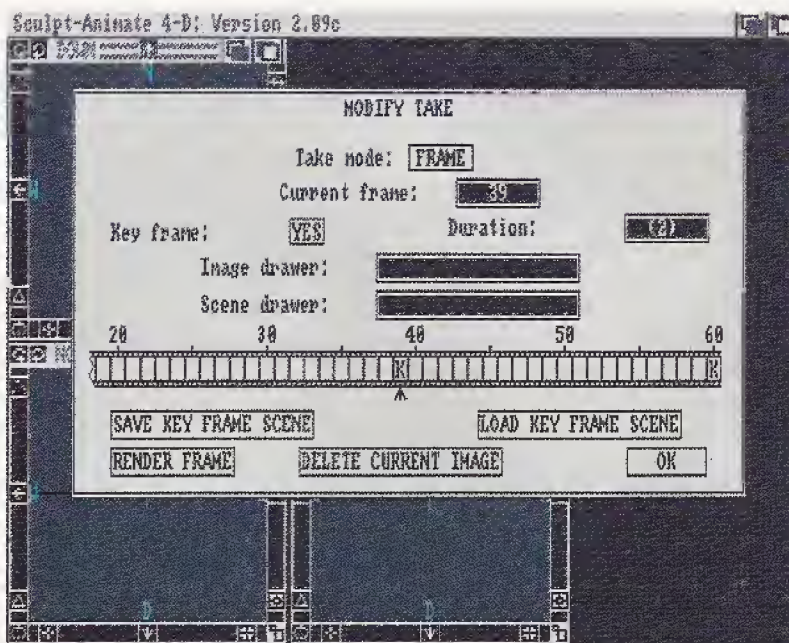 Sculpt-Animate 4-D: Version 2.09c
DOWN
N
MODIFY TAKE
Take mode: FRAME
Current frame: 39
Key frame: YES
Duration: (2)
Image drawer:
Scene drawer:
20 30 40 50 60
K K
SAVE KEY FRAME SCENE
LOAD KEY FRAME SCENE
RENDER FRAME
DELETE CURRENT IMAGE
OK
D
D